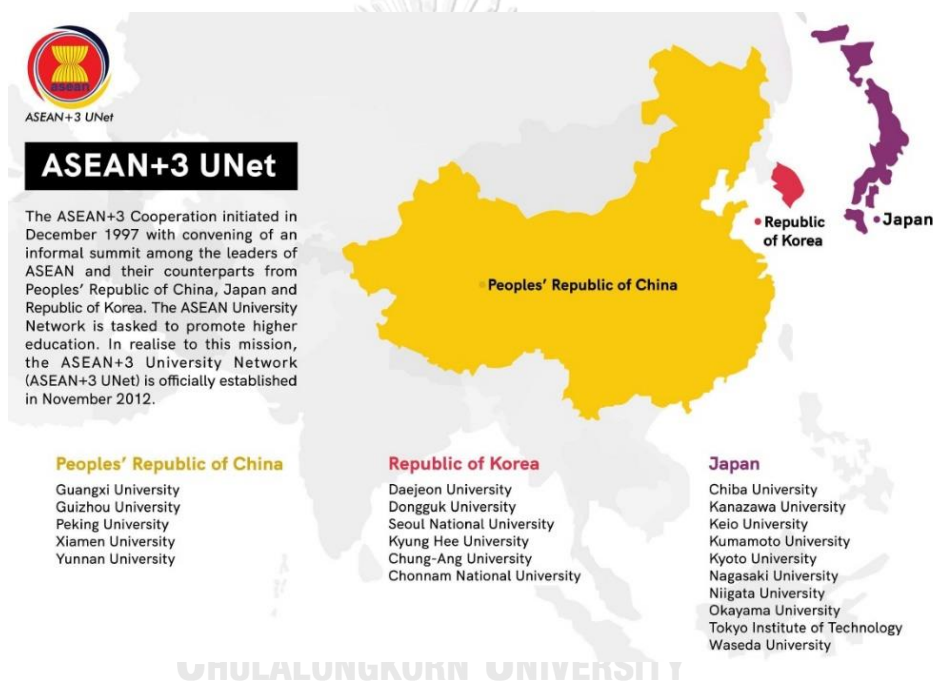 asean
ASEAN+3 UNet
ASEAN+3 UNet
The ASEAN+3 Cooperation initiated in
December 1997 with convening of an
informal summit among the leaders of
ASEAN and their counterparts from
Peoples' Republic of China, Japan and
Republic of Korea. The ASEAN University
Network is tasked to promote higher
education. In realise to this mission,
the ASEAN+3 University Network
(ASEAN+3 UNet) is officially established
in November 2012.
Peoples' Republic of China
Republic
of Korea
Japan
Peoples' Republic of China
Guangxi University
Guizhou University
Peking University
Xiamen University
Yunnan University
Republic of Korea
Daejeon University
Dongguk University
Seoul National University
Kyung Hee University
Chung-Ang University
Chonnam National University
Japan
Chiba University
Kanazawa University
Keio University
Kumamoto University
Kyoto University
Nagasaki University
Niigata University
Okayama University
Tokyo Institute of Technology
Waseda University
CHULALONGKORN UNIVERSITY